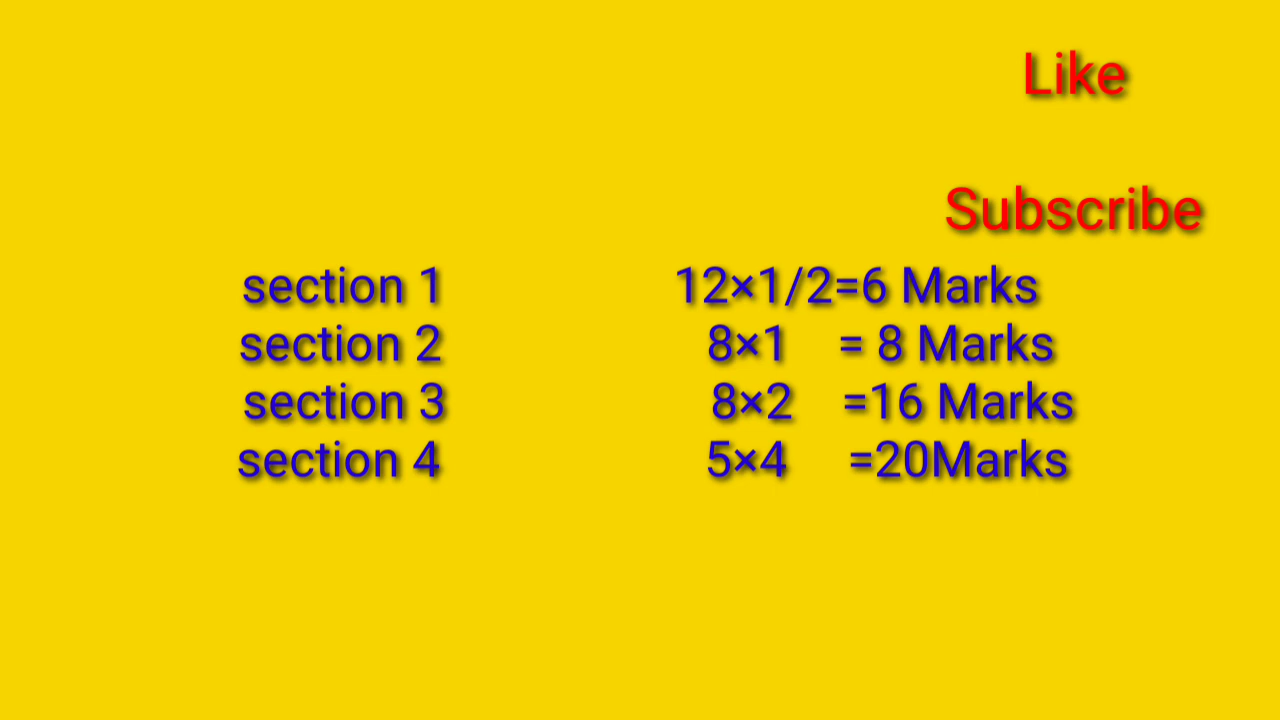 Like
Subscribe
section 1 12×1/2=6 Marks
section 2 8×1 = 8 Marks
section 3 8×2 =16 Marks
section 4 5×4 =20Marks